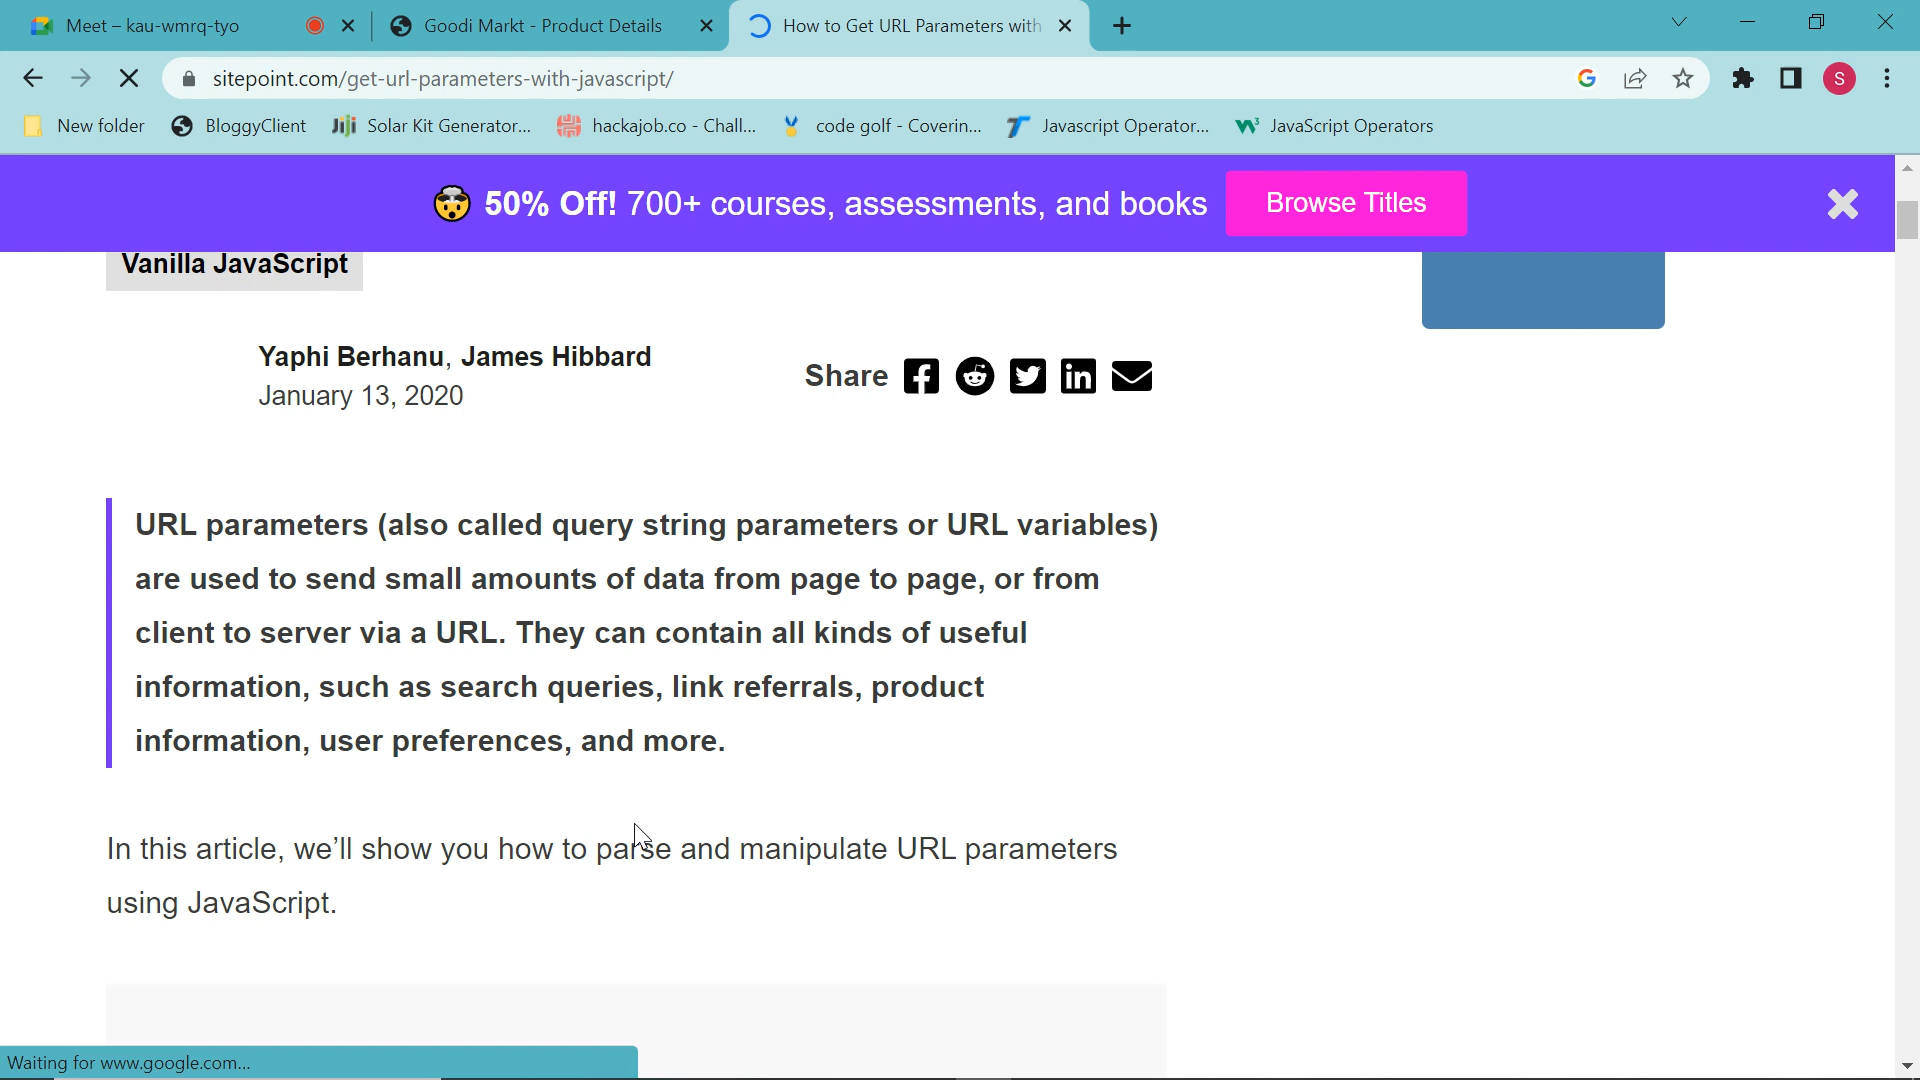 Meet – kau-wmrq-tyo
Goodi Markt - Product Details
How to Get URL Parameters with
sitepoint.com/get-url-parameters-with-javascript/
S
New folder
BloggyClient
Jiji Solar Kit Generator...
hackajob.co - Chall...
code golf - Coverin...
Javascript Operator...
JavaScript Operators
50% Off! 700+ courses, assessments, and books
Browse Titles
Vanilla JavaScript
Yaphi Berhanu, James Hibbard
January 13, 2020
Share
URL parameters (also called query string parameters or URL variables)
are used to send small amounts of data from page to page, or from
client to server via a URL. They can contain all kinds of useful
information, such as search queries, link referrals, product
information, user preferences, and more.
In this article, we’ll show you how to parse and manipulate URL parameters
using JavaScript.
Waiting for www.google.com...